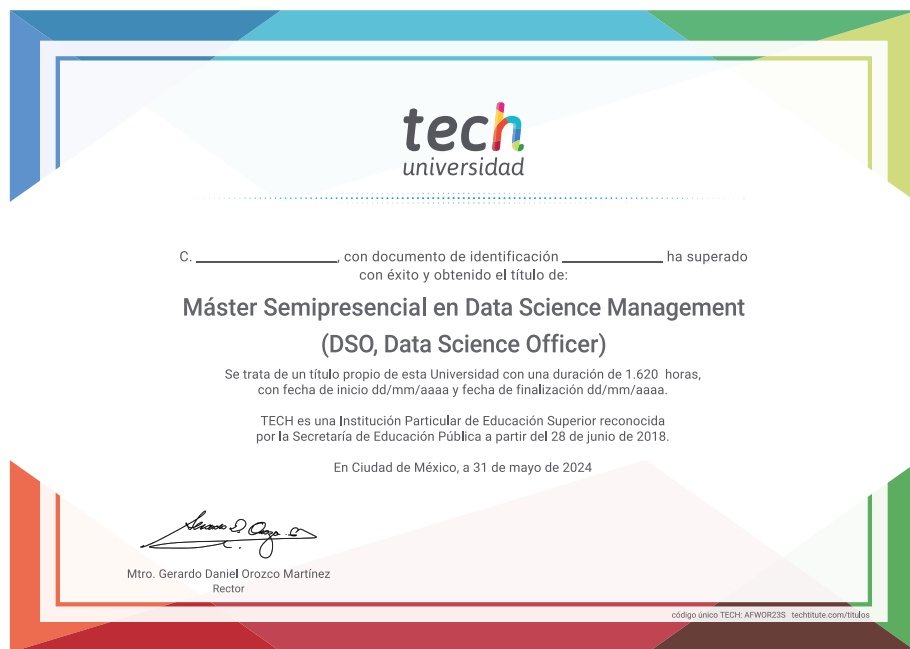 tech
universidad
C. ____________________, con documento de identificación ______________ ha superado
con éxito y obtenido el título de:
Máster Semipresencial en Data Science Management
(DSO, Data Science Officer)
Se trata de un título propio de esta Universidad con una duración de 1.620 horas,
con fecha de inicio dd/mm/aaaa y fecha de finalización dd/mm/aaaa.
TECH es una Institución Particular de Educación Superior reconocida
por la Secretaría de Educación Pública a partir del 28 de junio de 2018.
En Ciudad de México, a 31 de mayo de 2024
Mtro. Gerardo Daniel Orozco Martínez
Rector
código único TECH: AFWOR23S techtitute.com/titulos